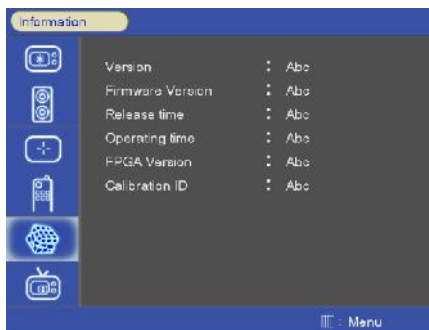 Information
Version : Abc
Firmware Version : Abc
Release time : Abc
Operating time : Abc
FPGA Version : Abc
Calibration ID : Abc
: Menu